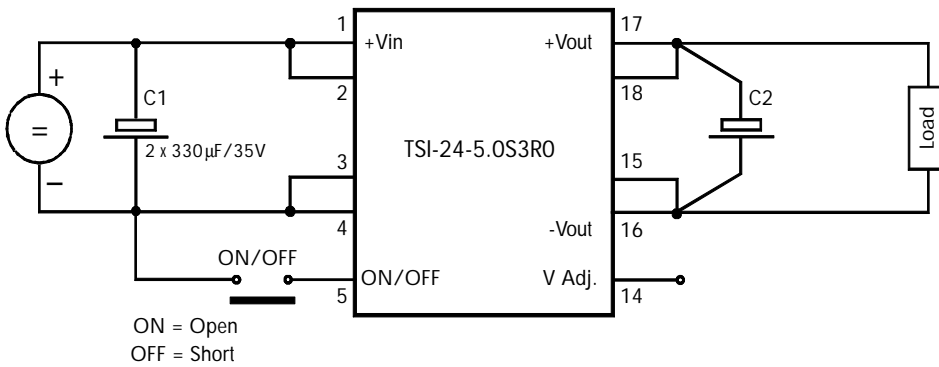 1
17
+Vin
+Vout
+
C1
2
18
C2
=
2 x 330µF/35V
TSI-24-5.0S3R0
Load
3
15
−
4
-Vout
16
ON/OFF
ON/OFF
V Adj.
5
14
ON = Open
OFF = Short